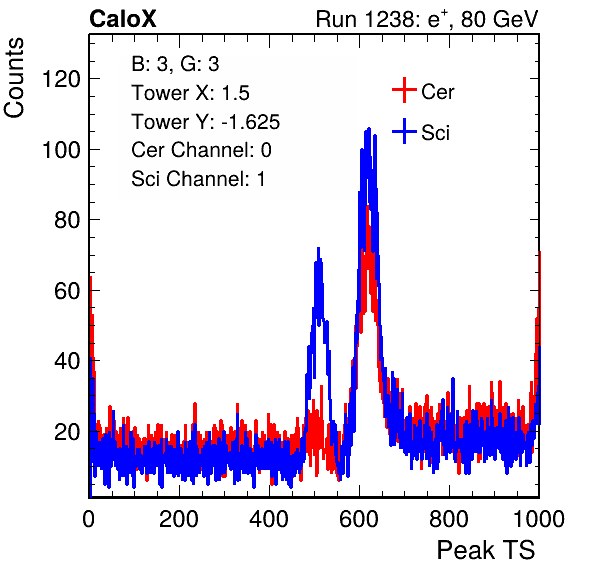 CaloX Run 1238: e⁺, 80 GeV
Counts
B: 3, G: 3
Tower X: 1.5
Tower Y: -1.625
Cer Channel: 0
Sci Channel: 1
Cer
Sci
120
100
80
60
40
20
0 200 400 600 800 1000
Peak TS